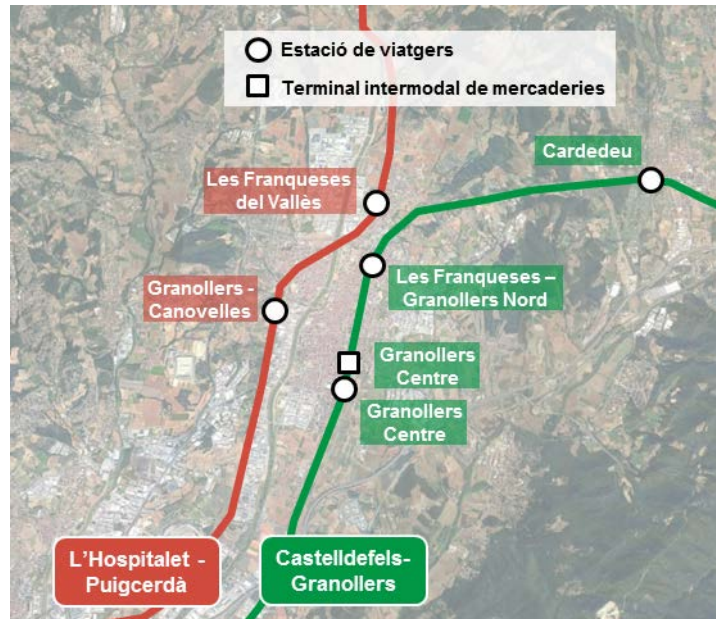 Estació de viatgers
Terminal intermodal de mercaderies
Cardedeu
Les Franqueses
del Vallès
Les Franqueses –
Granollers Nord
Granollers -
Canovelles
Granollers
Centre
Granollers
Centre
L'Hospitalet -
Puigcerdà
Castelldefels-
Granollers